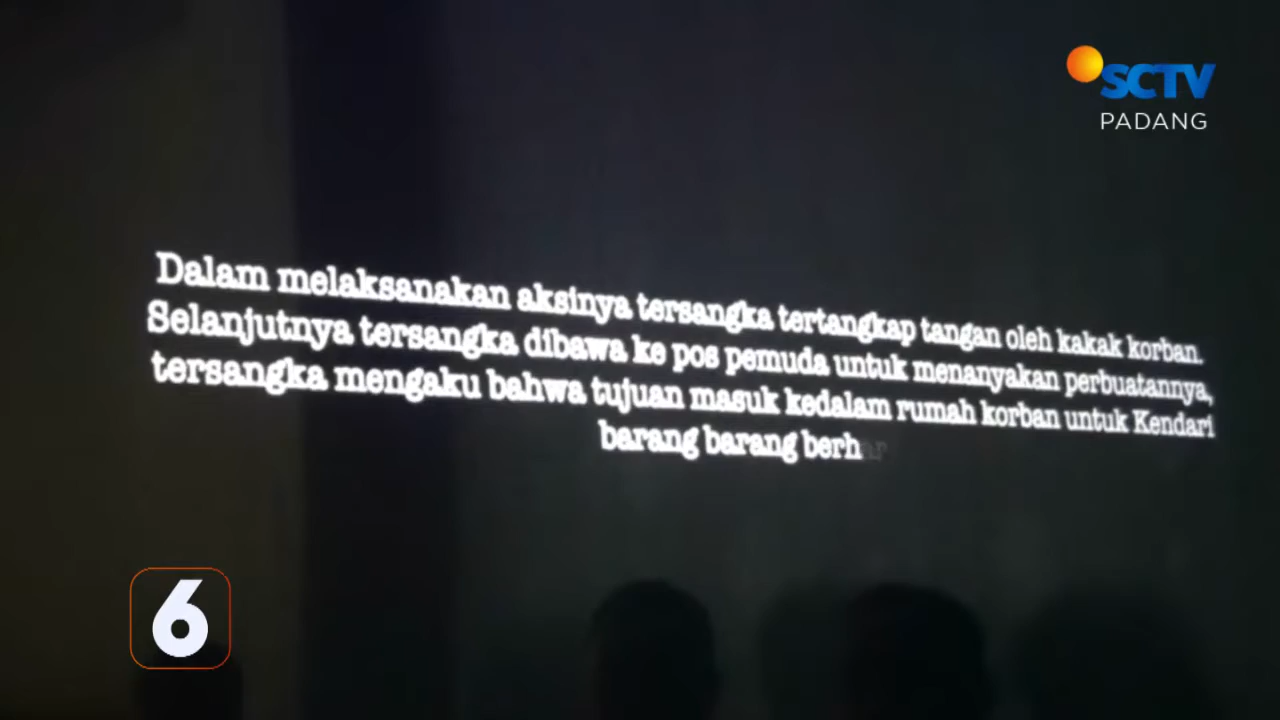 SCTV
PADANG
Dalam melaksanakan aksinya tersangka tertangkap tangan oleh kakak korban.
Selanjutnya tersangka dibawa ke pos pemuda untuk menanyakan perbuatannya,
tersangka mengaku bahwa tujuan masuk kedalam rumah korban untuk Kendari
barang barang berhar
6